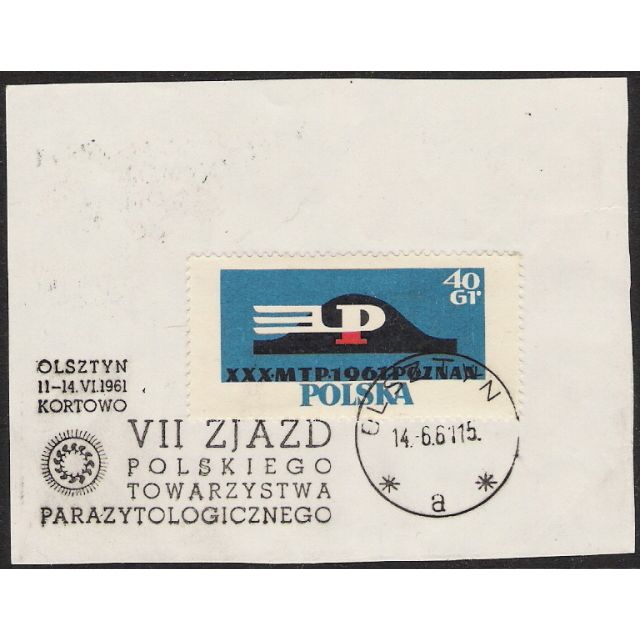 40
GR
P
XXX·MTP·1961 POZNAŃ
POLSKA
OLSZTYN
11-14.VI.1961
KORTOWO
VII ZJAZD
POLSKIEGO
TOWARZYSTWA
PARAZYTOLOGICZNEGO
OLSZTYN
14.-6.61 15.
* a *